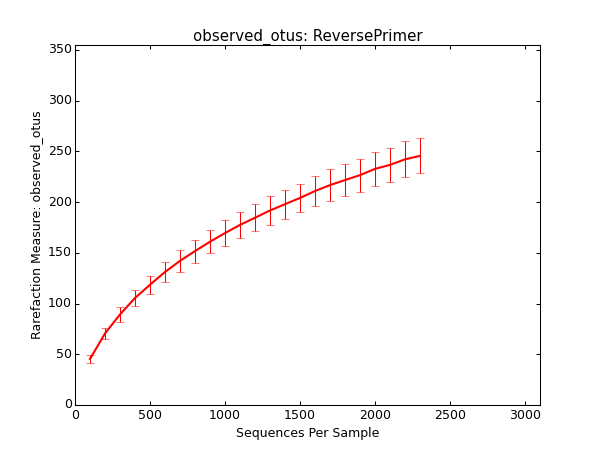 observed_otus: ReversePrimer
350
300
250
200
150
100
50
0
Rarefaction Measure: observed_otus
0 500 1000 1500 2000 2500 3000
Sequences Per Sample